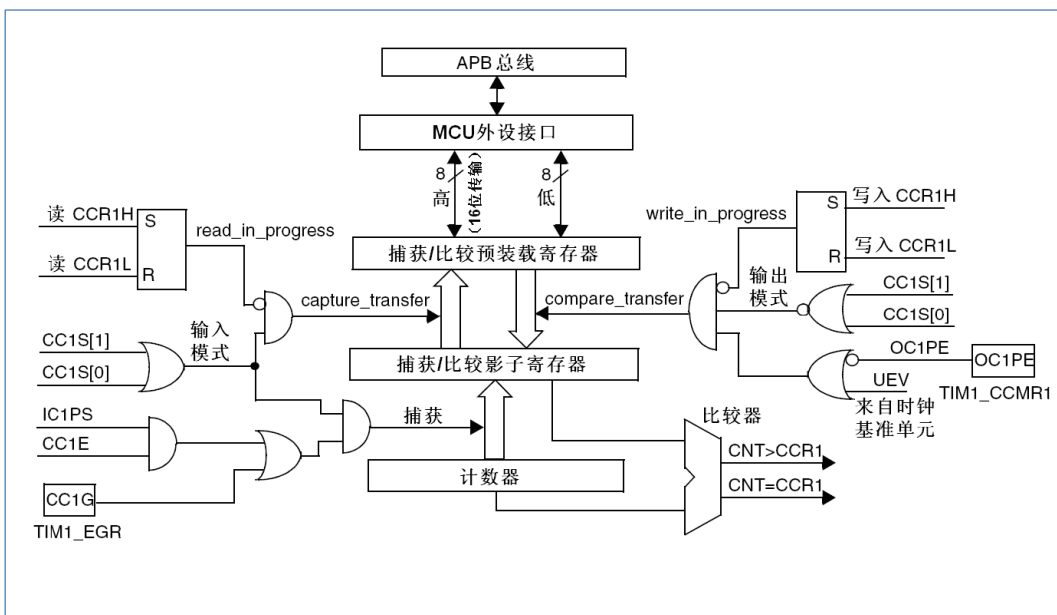 APB 总线
MCU外设接口
8
高
(16位传输)
8
低
读 CCR1H
S
read_in_progress
读 CCR1L
R
write_in_progress
S
写入 CCR1H
R
写入 CCR1L
捕获/比较预装载寄存器
capture_transfer
compare_transfer
输出
模式
CC1S[1]
CC1S[0]
CC1S[1]
输入
模式
CC1S[0]
捕获/比较影子寄存器
OC1PE
OC1PE
UEV
TIM1_CCMR1
来自时钟
基准单元
IC1PS
CC1E
捕获
比较器
CNT>CCR1
计数器
CNT=CCR1
CC1G
TIM1_EGR